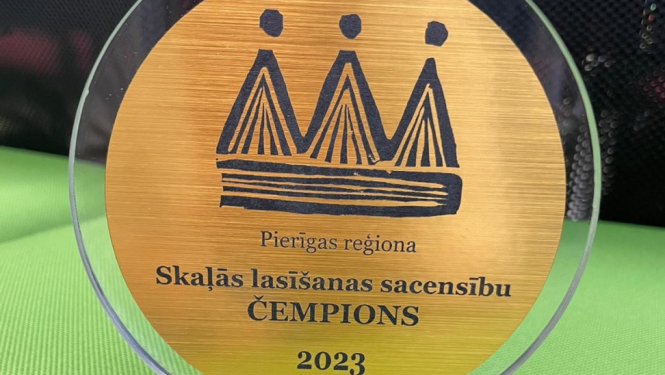 Pierīgas reģiona
Skaļās lasīšanas sacensību
ČEMPIONS
2023